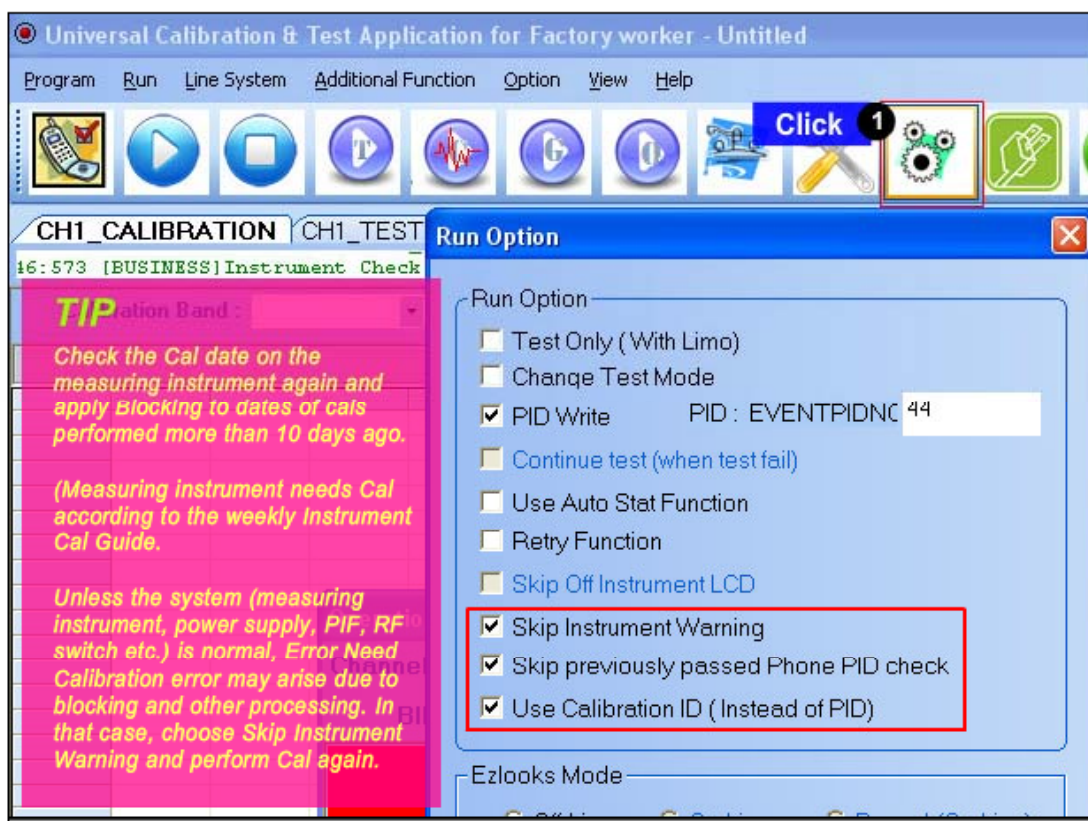 Universal Calibration & Test Application for Factory worker - Untitled
Program Run Line System Additional Function Option View Help
Click 1
T G
CH1_CALIBRATION CH1_TEST
46:573 [BUSINESS]Instrument Check
TIP
Band :
Check the Cal date on the
measuring instrument again and
apply Blocking to dates of cals
performed more than 10 days ago.
(Measuring instrument needs Cal
according to the weekly Instrument
Cal Guide.
Unless the system (measuring
instrument, power supply, PIF, RF
switch etc.) is normal, Error Need
Calibration error may arise due to
blocking and other processing. In
that case, choose Skip Instrument
Warning and perform Cal again.
Channel
Run Option
Run Option
Test Only ( With Limo)
Change Test Mode
PID Write PID : EVENTPIDNC 44
Continue test (when test fail)
Use Auto Stat Function
Retry Function
Skip Off Instrument LCD
Skip Instrument Warning
Skip previously passed Phone PID check
Use Calibration ID ( Instead of PID)
Ezlooks Mode